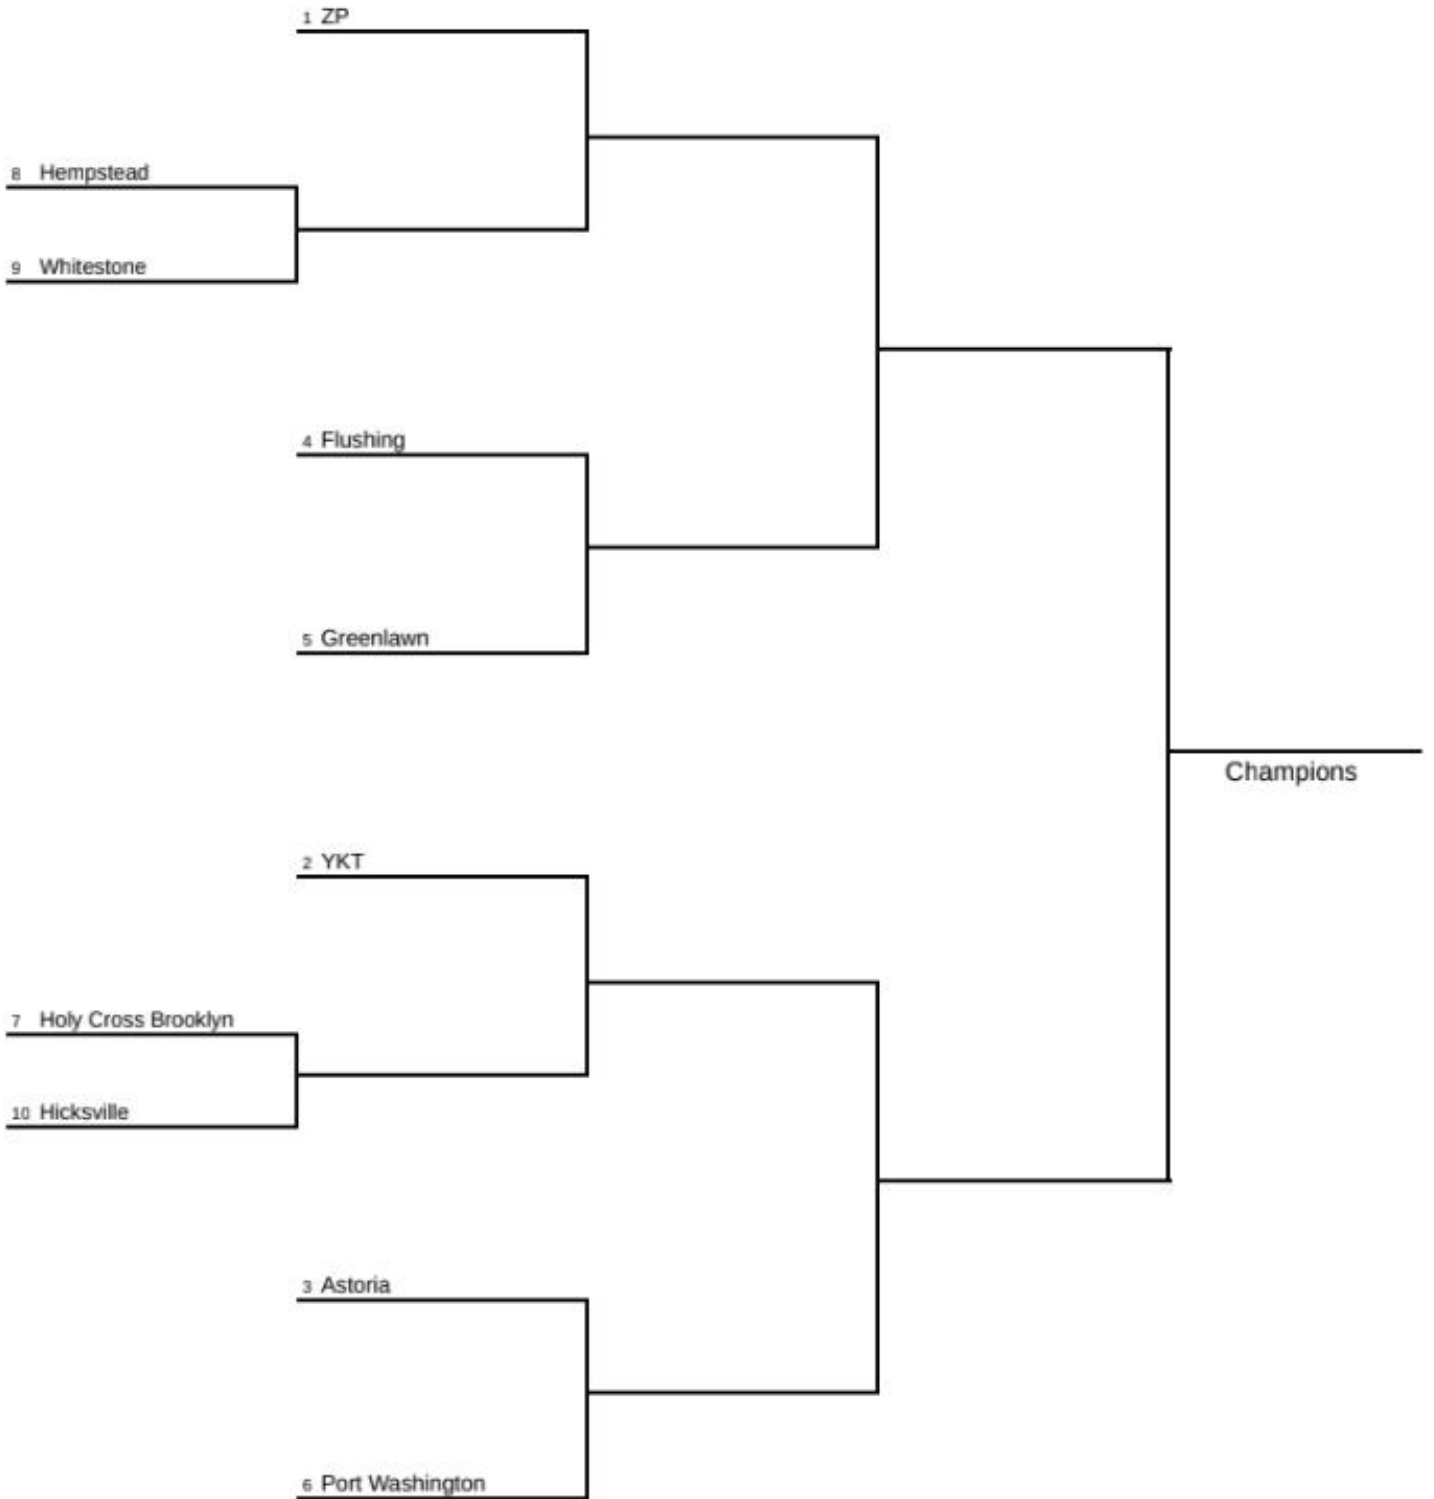 1 ZP
8 Hempstead
9 Whitestone
4 Flushing
5 Greenlawn
Champions
2 YKT
7 Holy Cross Brooklyn
10 Hicksville
3 Astoria
6 Port Washington